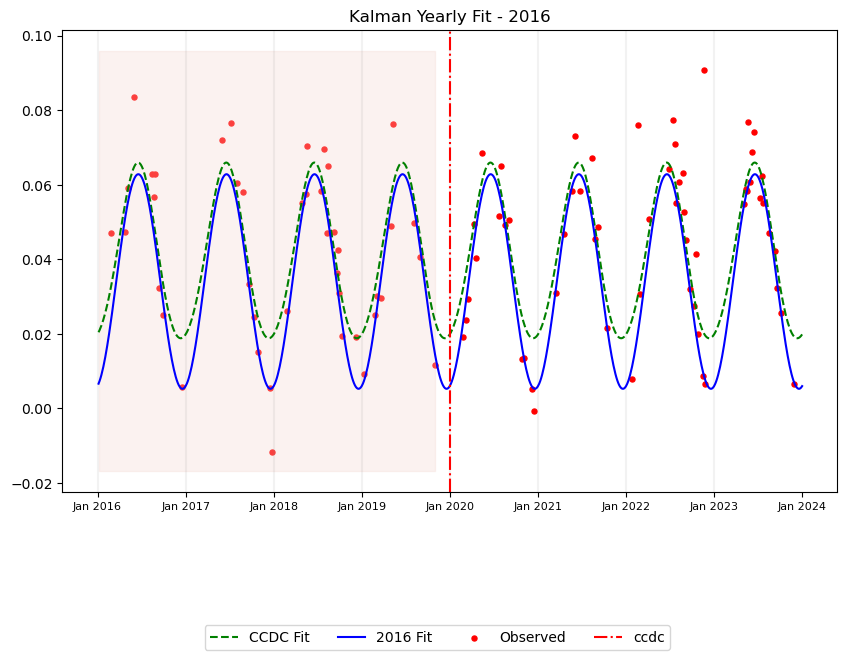 Kalman Yearly Fit - 2016
0.10
0.08
0.06
0.04
0.02
0.00
−0.02
Jan 2016 Jan 2017 Jan 2018 Jan 2019 Jan 2020 Jan 2021 Jan 2022 Jan 2023 Jan 2024
CCDC Fit 2016 Fit Observed ccdc